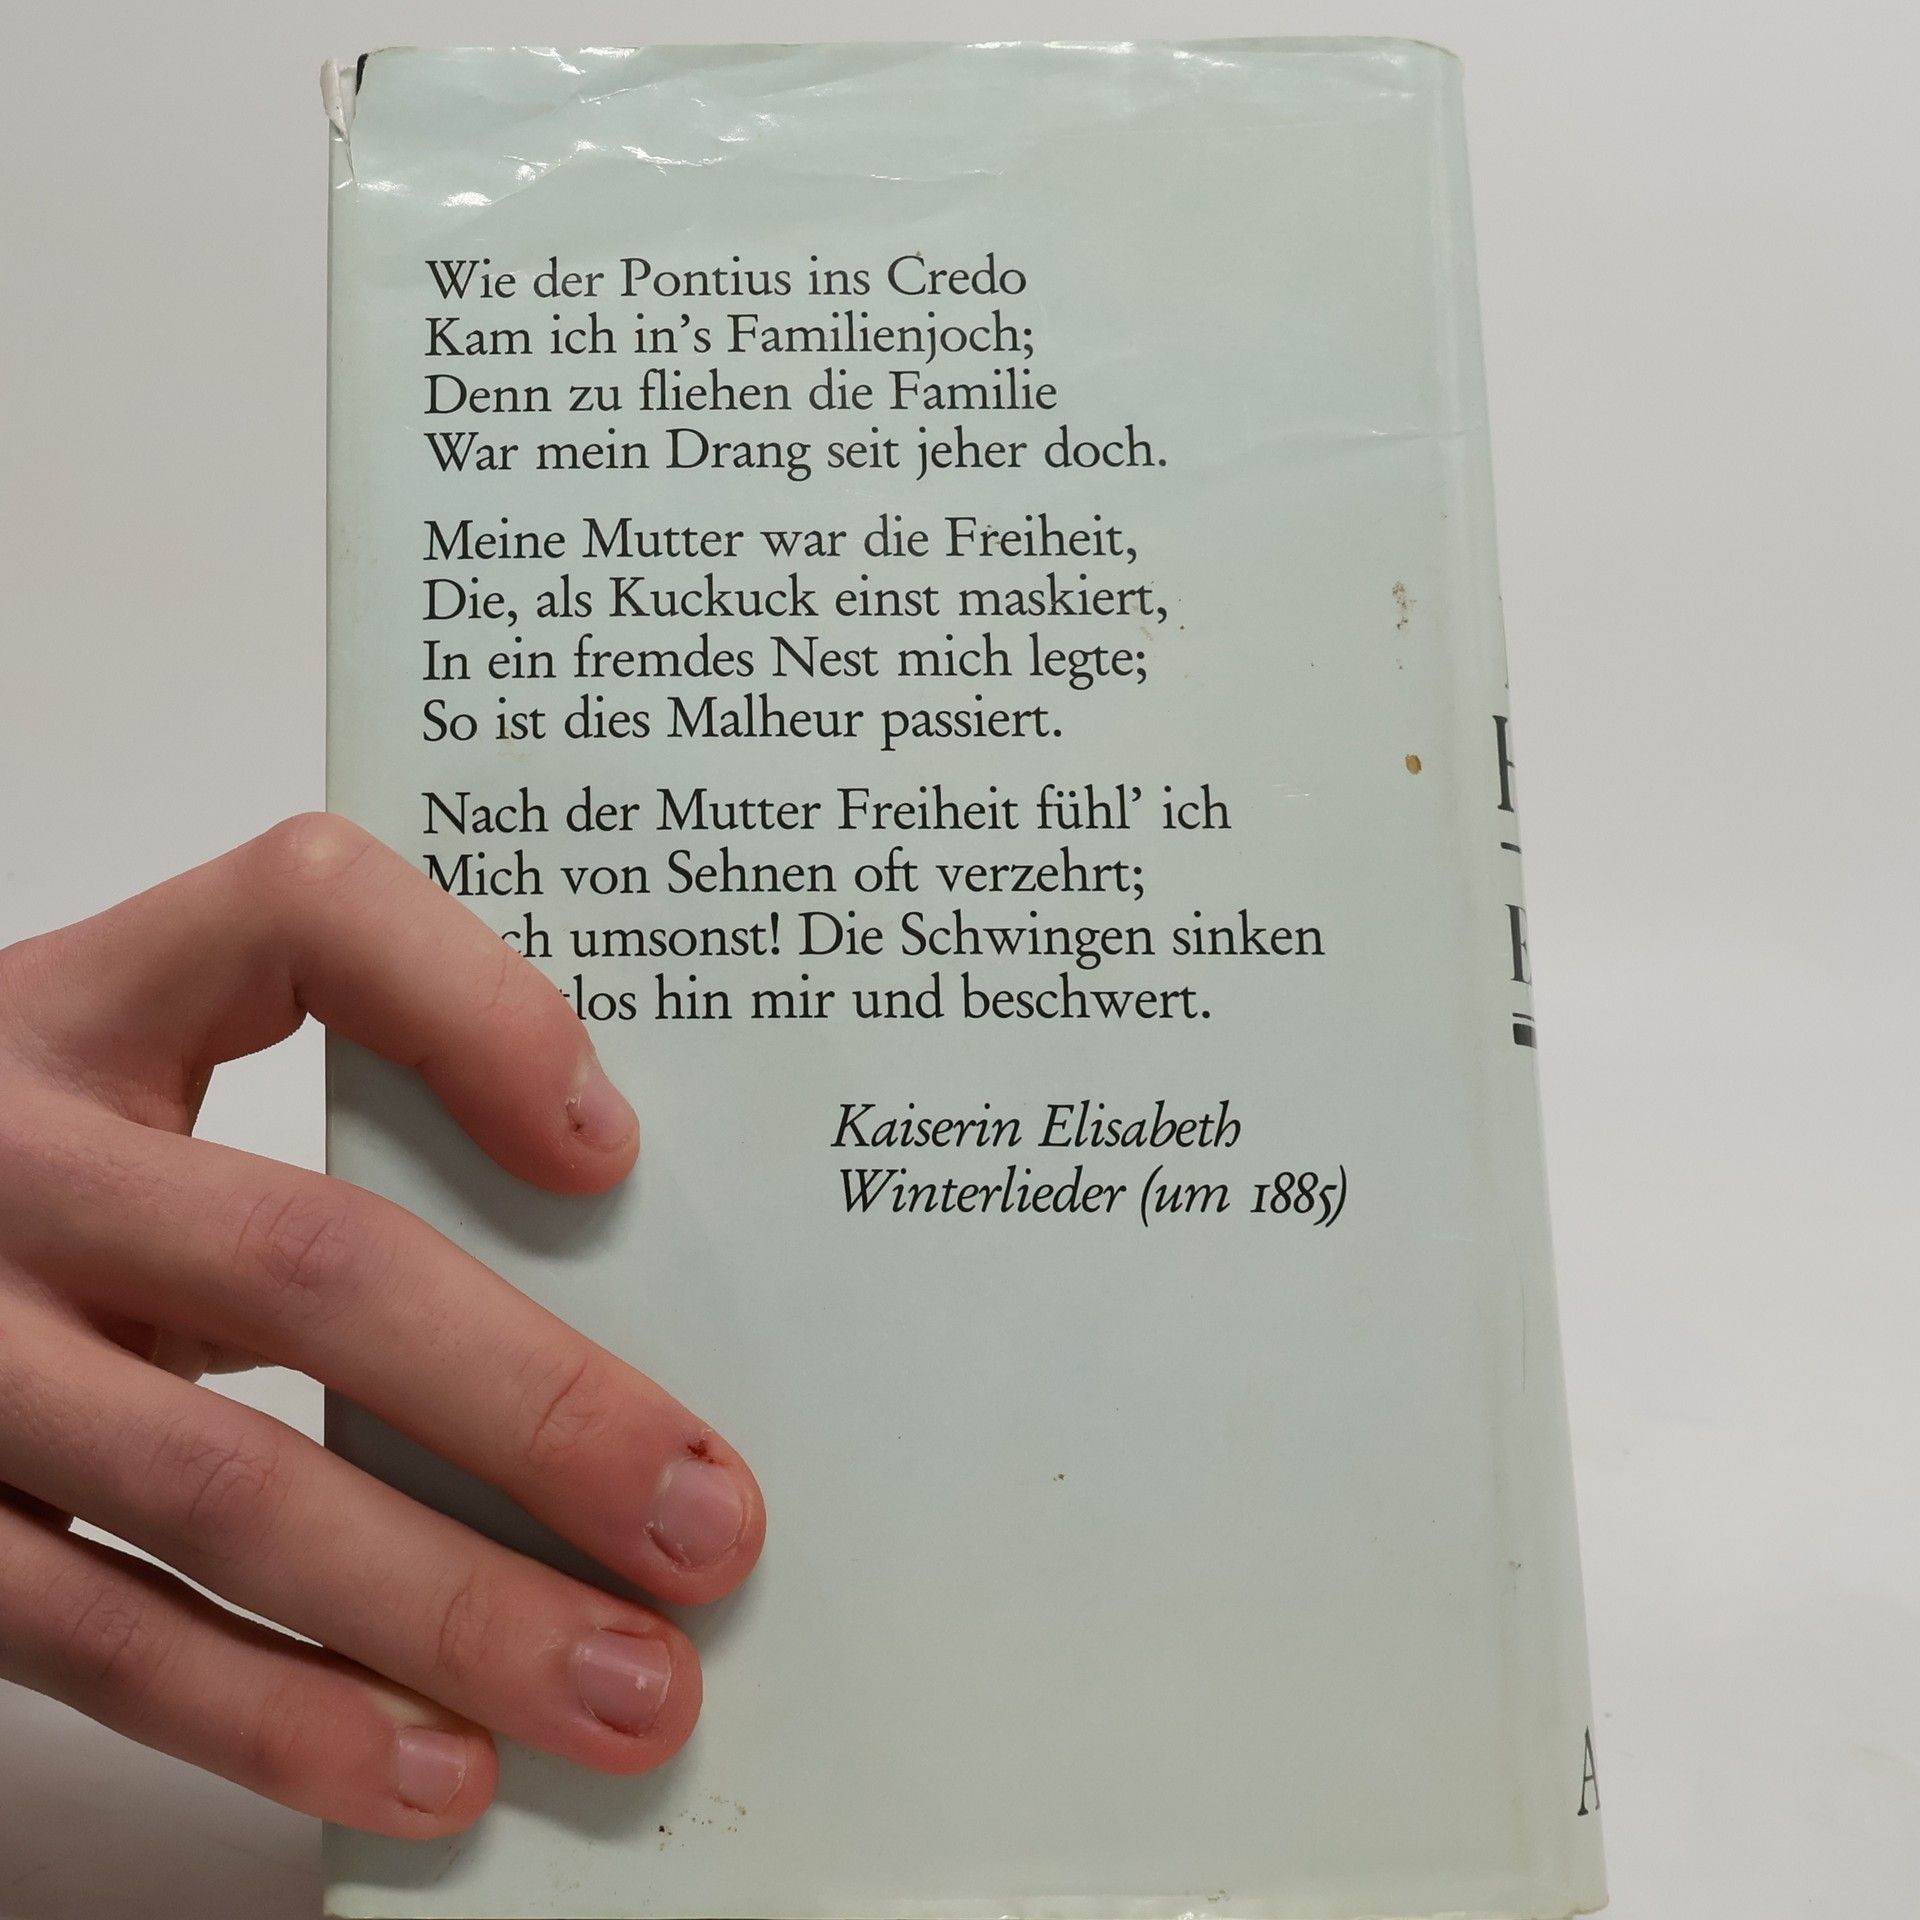 Wie der Pontius ins Credo
Kam ich in's Familienjoch;
Denn zu fliehen die Familie
War mein Drang seit jeher doch.
Meine Mutter war die Freiheit,
Die, als Kuckuck einst maskiert,
In ein fremdes Nest mich legte;
So ist dies Malheur passiert.
Nach der Mutter Freiheit fühl' ich
Mich von Sehnen oft verzehrt;
umsonst! Die Schwingen sinken
hin mir und beschwert.
Kaiserin Elisabeth
Winterlieder (um 1885)